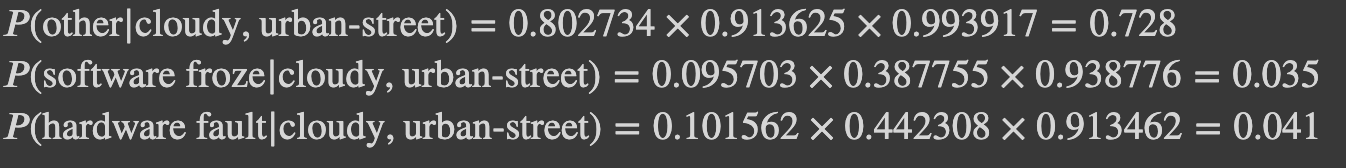 P(other|cloudy, urban-street) = 0.802734 × 0.913625 × 0.993917 = 0.728
P(software froze|cloudy, urban-street) = 0.095703 × 0.387755 × 0.938776 = 0.035
P(hardware fault|cloudy, urban-street) = 0.101562 × 0.442308 × 0.913462 = 0.041